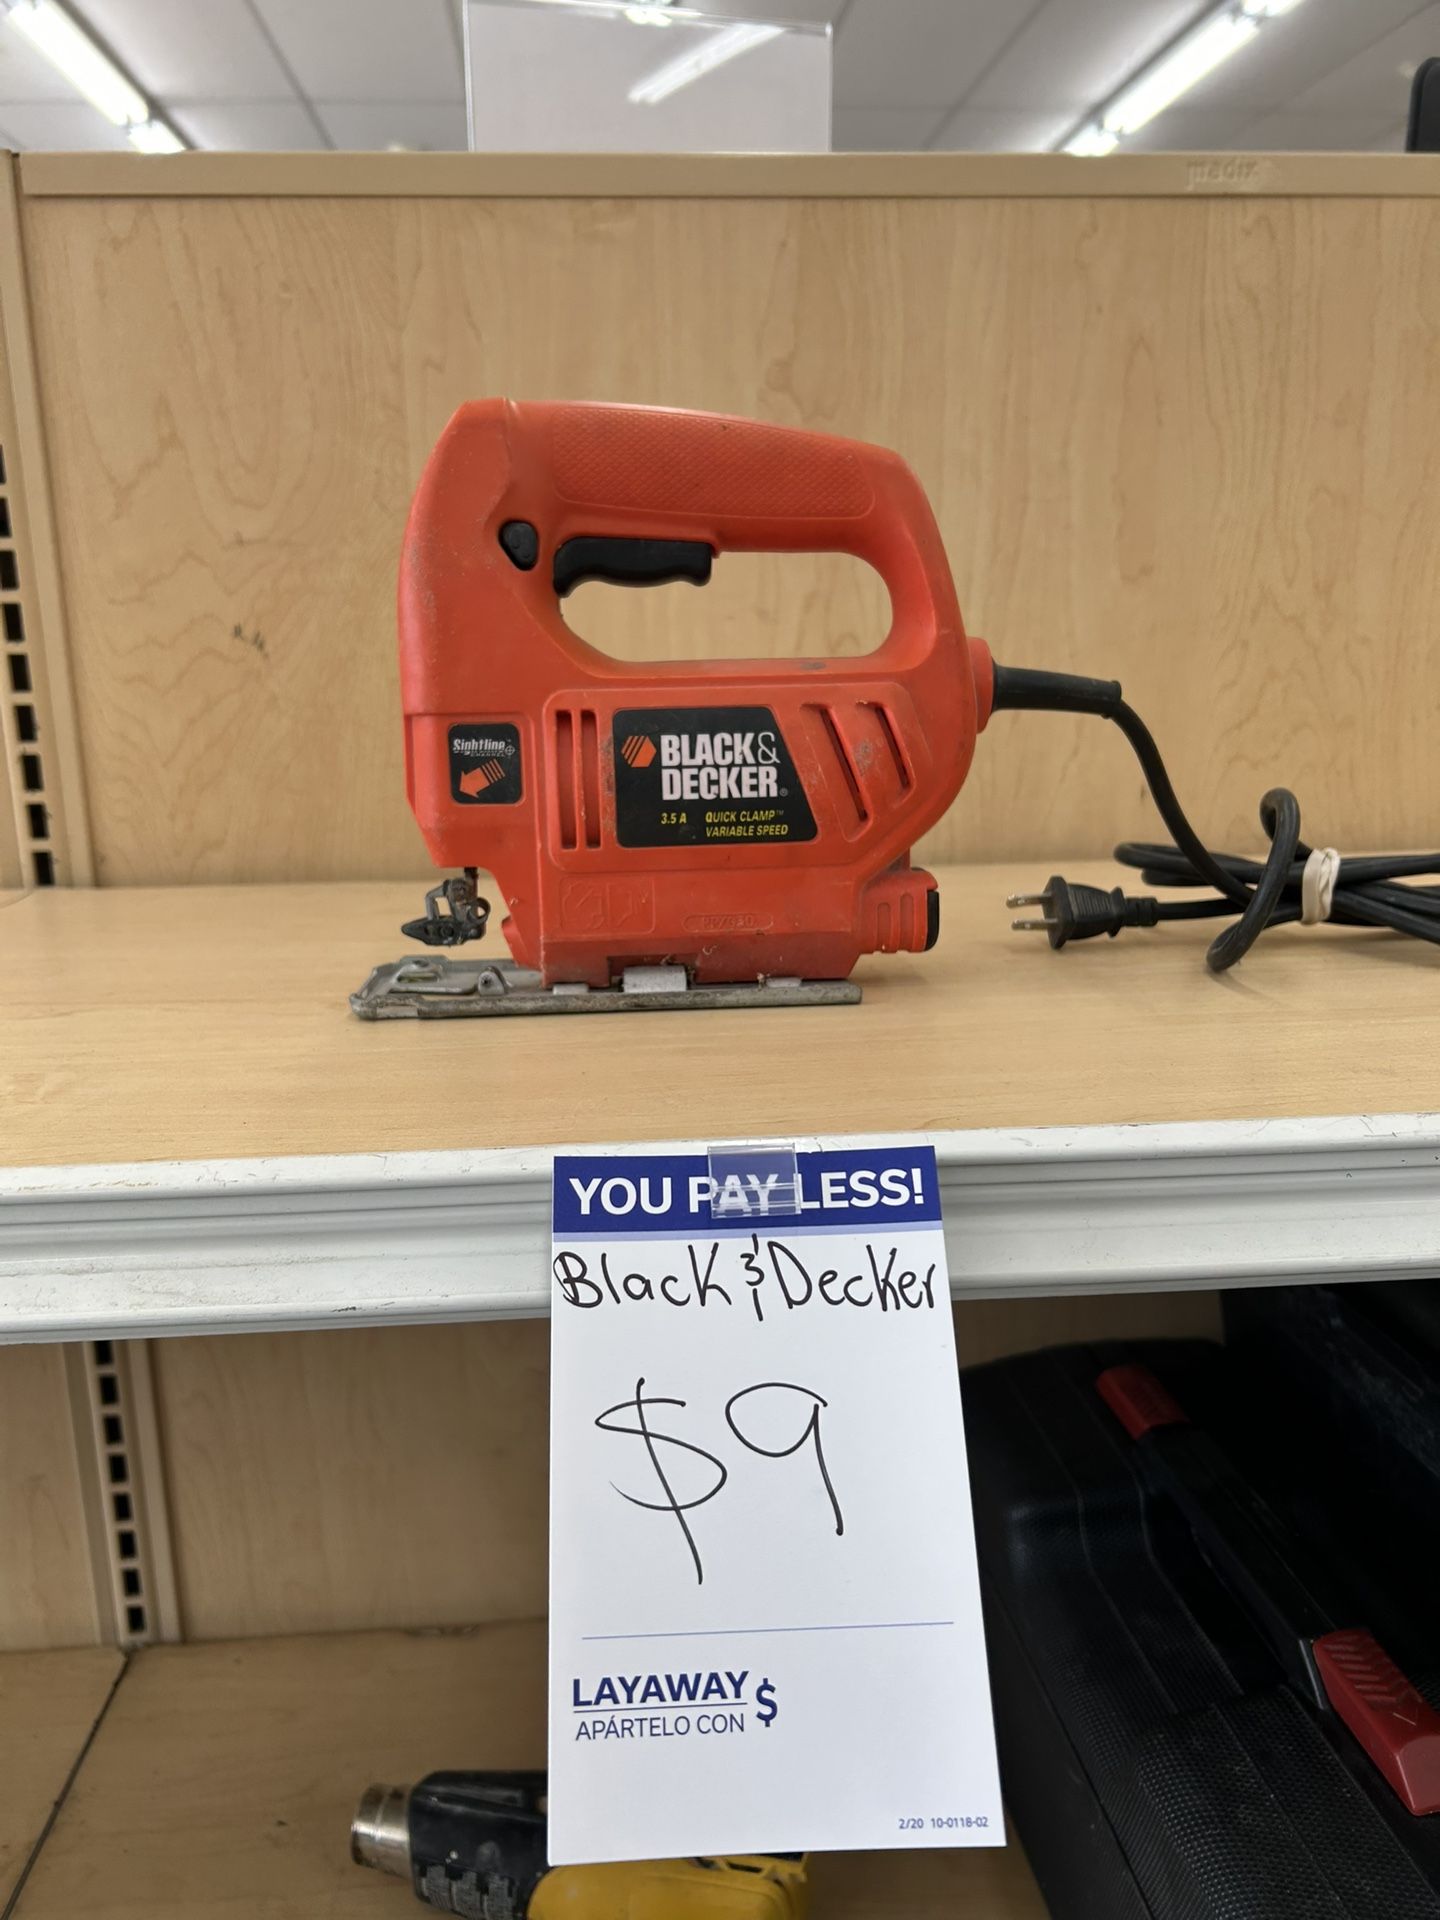 Sightline
CHANNEL
BLACK&
DECKER®
3.5 A QUICK CLAMP™
VARIABLE SPEED
YOU PAY LESS!
Black & Decker
$9
LAYAWAY $
APÁRTELO CON
2/20 10-0118-02